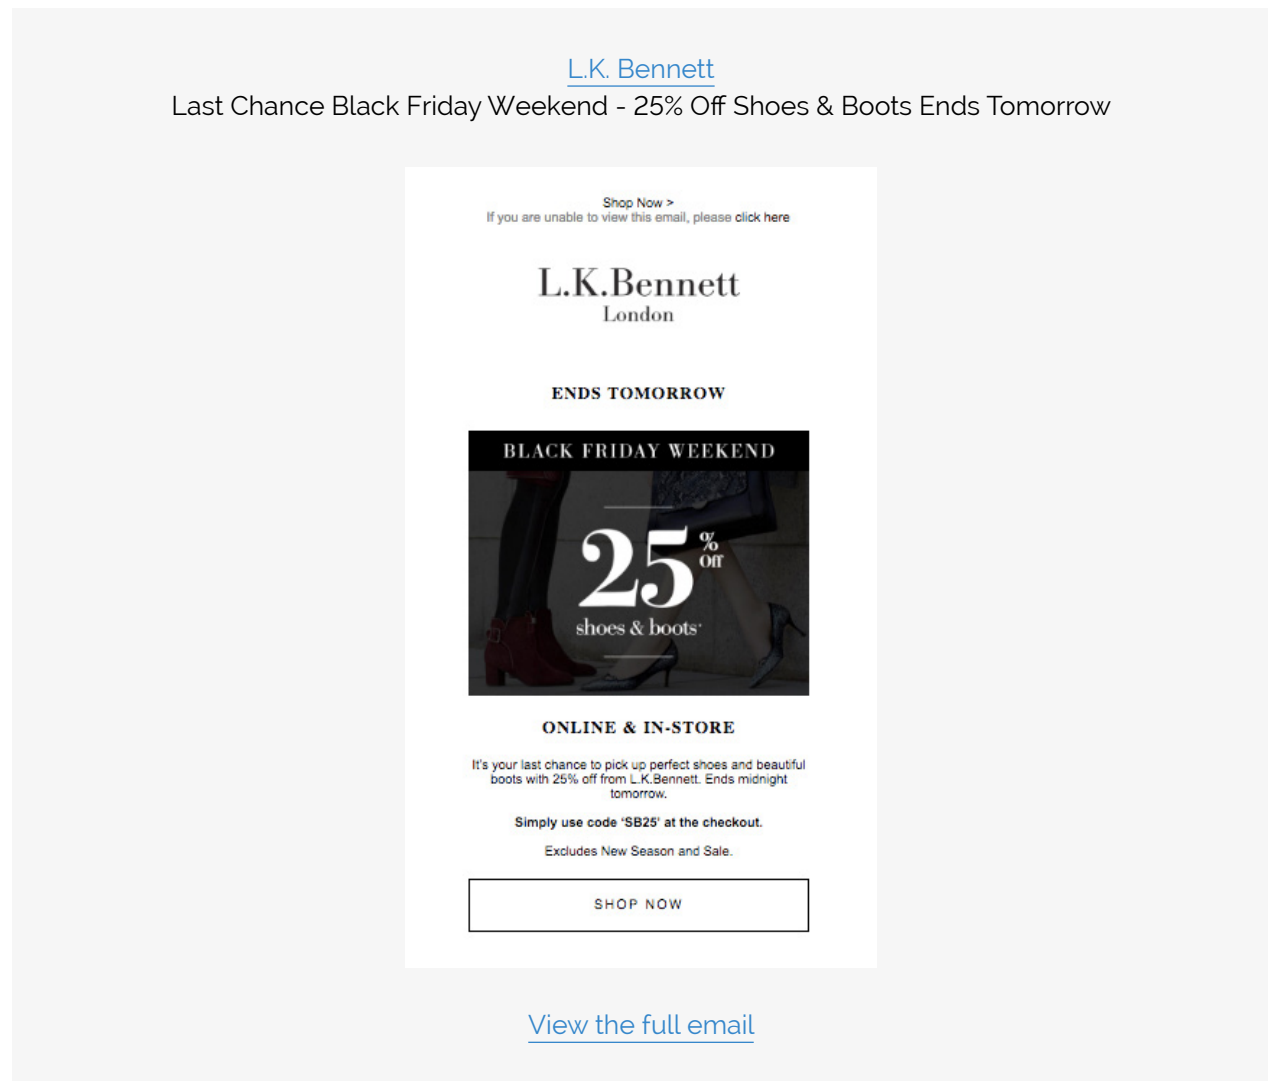 L.K. Bennett
Last Chance Black Friday Weekend - 25% Off Shoes & Boots Ends Tomorrow
Shop Now >
If you are unable to view this email, please click here
L.K.Bennett
London
ENDS TOMORROW
BLACK FRIDAY WEEKEND
25% Off
shoes & boots*
ONLINE & IN-STORE
It's your last chance to pick up perfect shoes and beautiful
boots with 25% off from L.K.Bennett. Ends midnight
tomorrow.
Simply use code ‘SB25’ at the checkout.
Excludes New Season and Sale.
SHOP NOW
View the full email